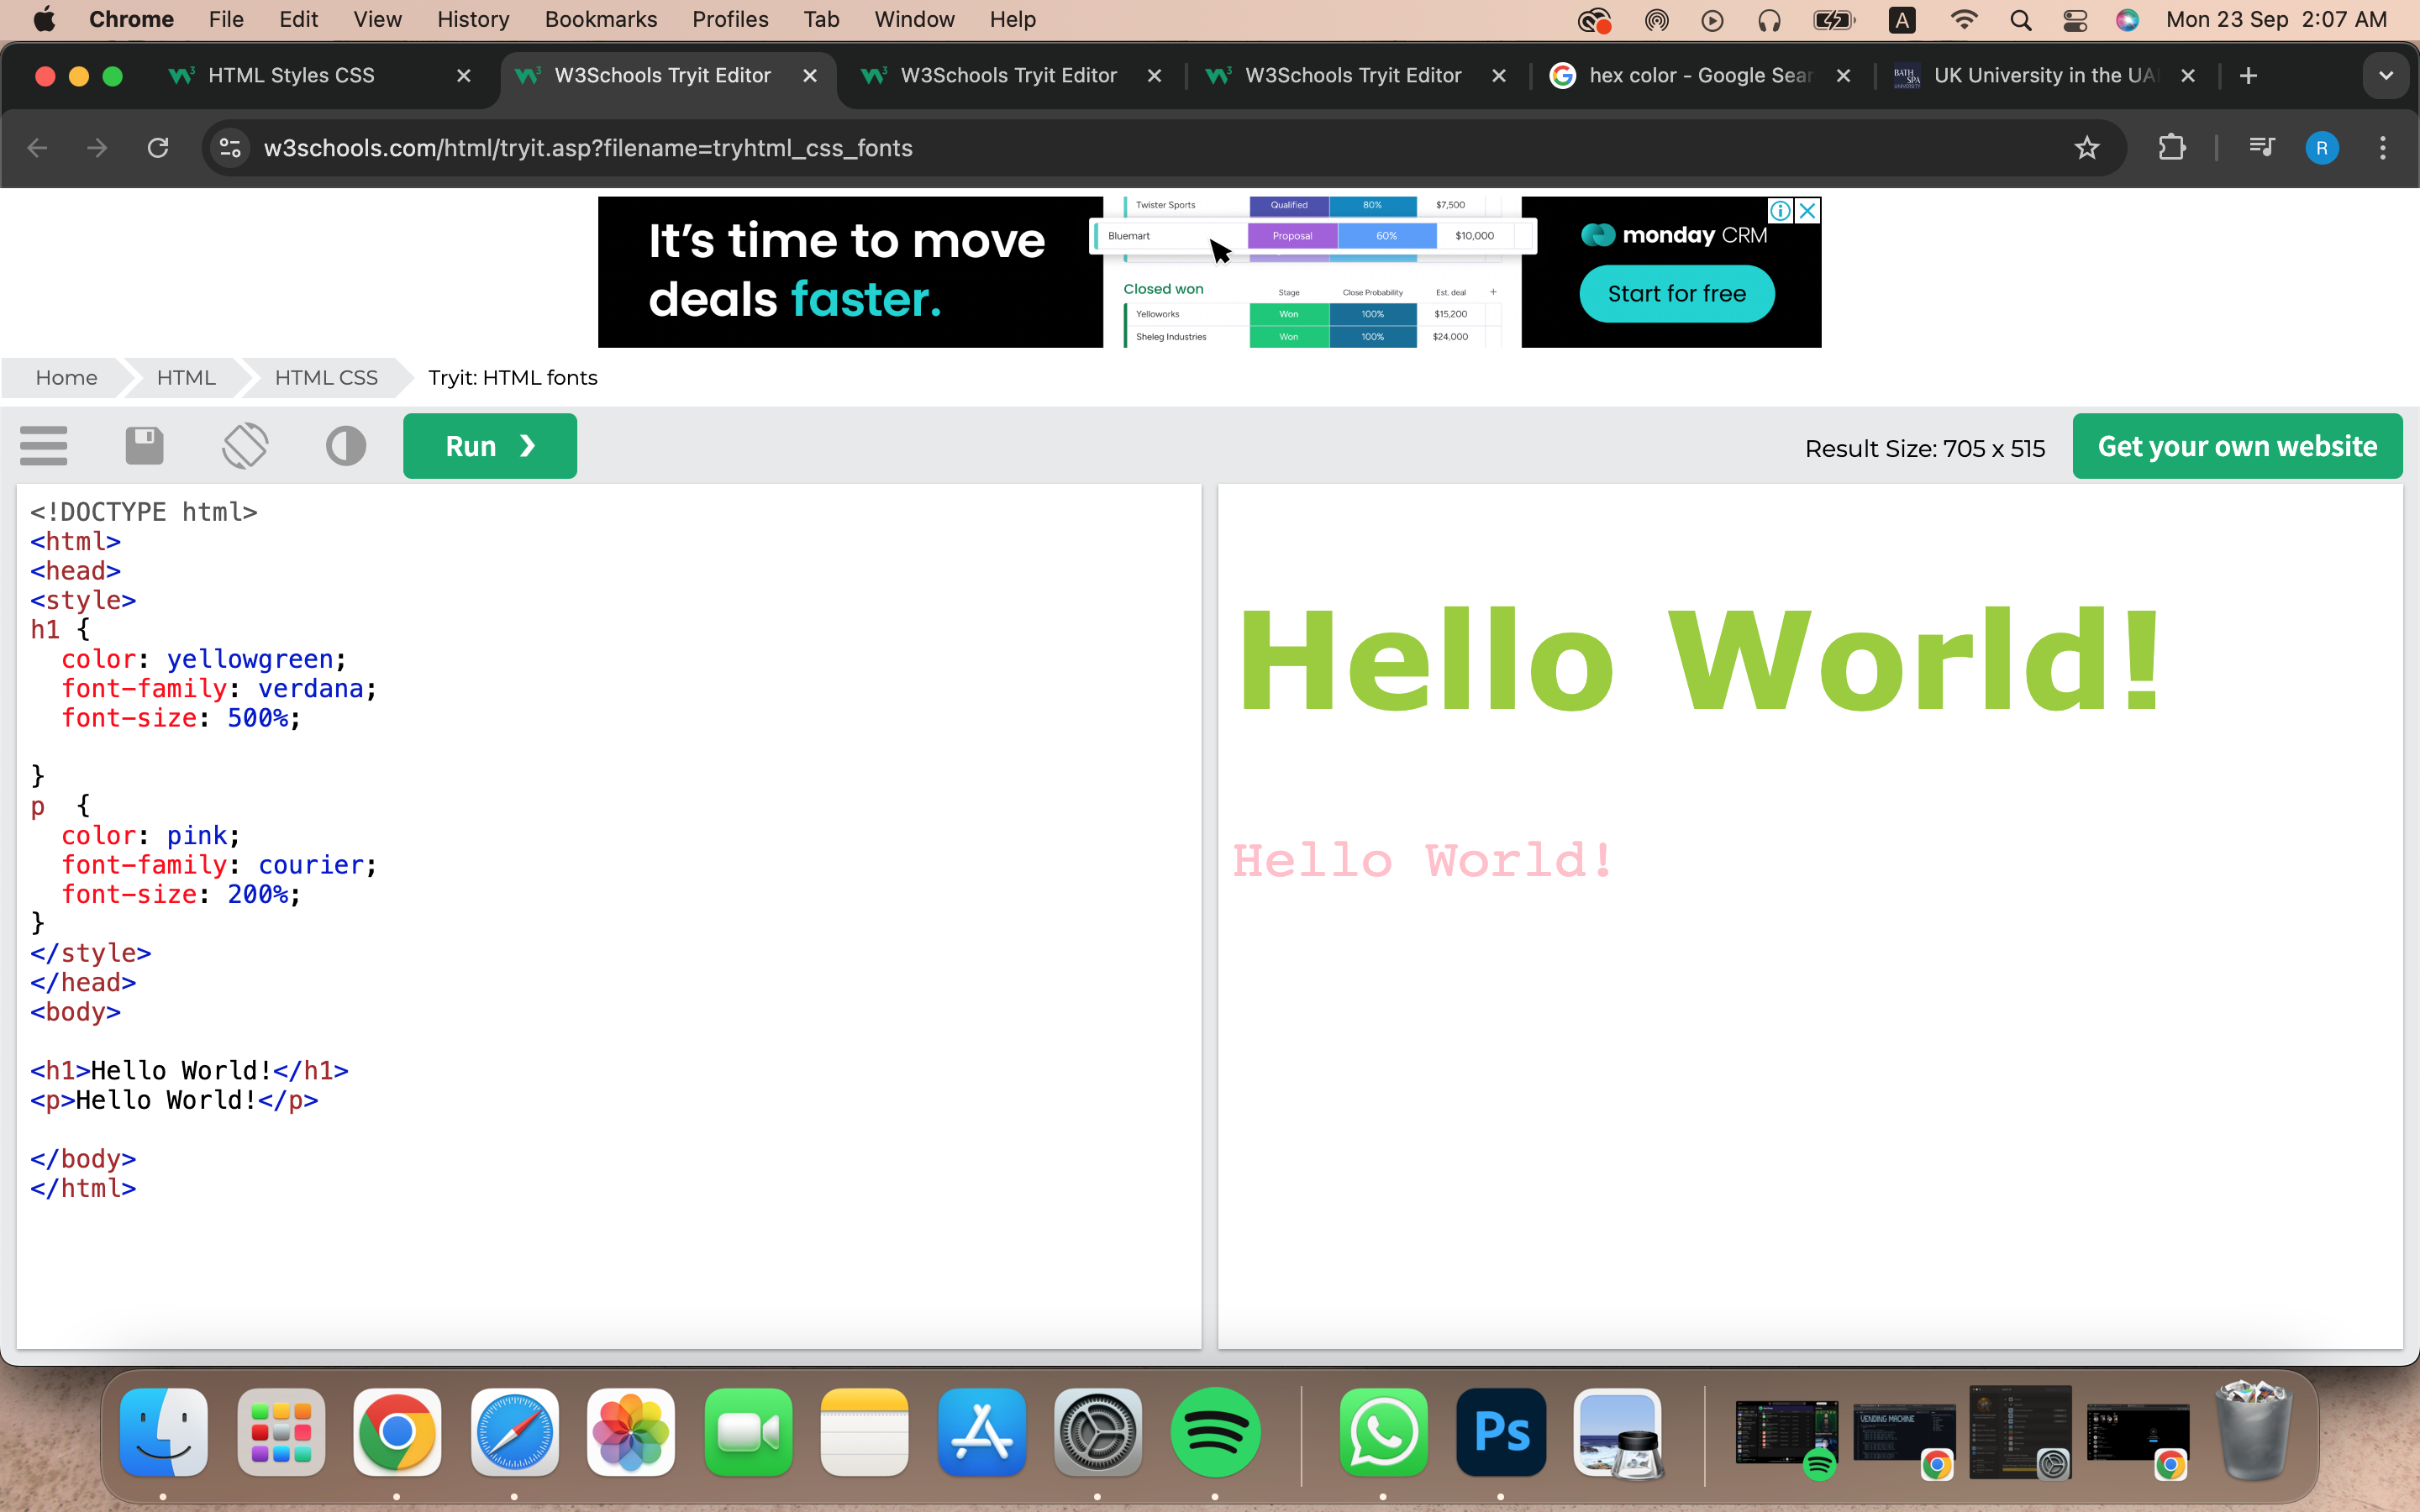 Chrome File Edit View History Bookmarks Profiles Tab Window Help A Mon 23 Sep 2:07 AM
HTML Styles CSS W3Schools Tryit Editor W3Schools Tryit Editor W3Schools Tryit Editor hex color - Google Sear UK University in the UA
w3schools.com/html/tryit.asp?filename=tryhtml_css_fonts R
It's time to move
deals faster.
Twister Sports Qualified 80% $7,500
Bluemart Proposal 60% $10,000
Closed won Stage Close Probability Est. deal +
Yelloworks Won 100% $15,200
Sheleg Industries Won 100% $24,000
monday CRM
Start for free
Home HTML HTML CSS Tryit: HTML fonts
Run ❯ Result Size: 705 x 515 Get your own website
<!DOCTYPE html>
<html>
<head>
<style>
h1 {
color: yellowgreen;
font-family: verdana;
font-size: 500%;
}
p {
color: pink;
font-family: courier;
font-size: 200%;
}
</style>
</head>
<body>
<h1>Hello World!</h1>
<p>Hello World!</p>
</body>
</html>
Hello World!
Hello World!
Ps
VENDING MACHINE